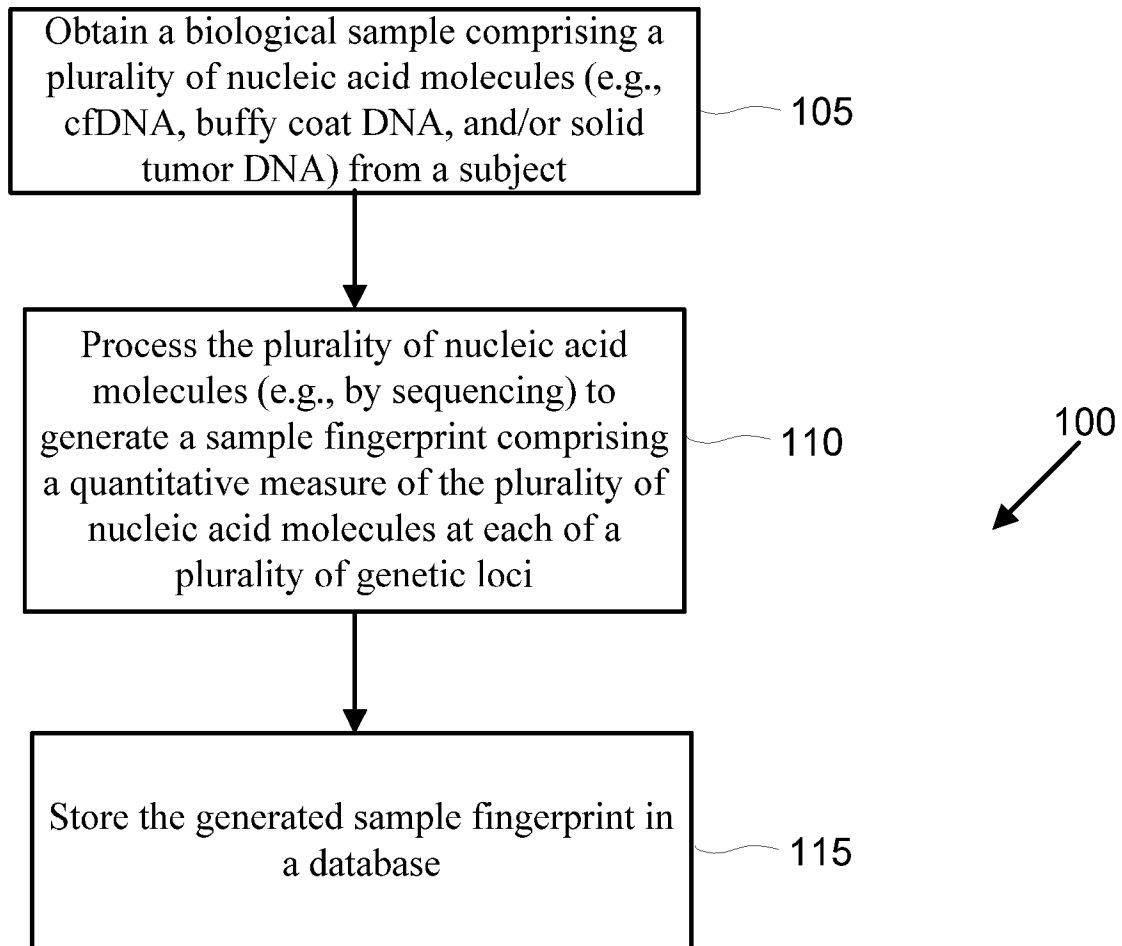 Obtain a biological sample comprising a
plurality of nucleic acid molecules (e.g.,
cfDNA, buffy coat DNA, and/or solid
tumor DNA) from a subject
105
Process the plurality of nucleic acid
molecules (e.g., by sequencing) to
generate a sample fingerprint comprising
a quantitative measure of the plurality of
nucleic acid molecules at each of a
plurality of genetic loci
110
100
Store the generated sample fingerprint in
a database
115